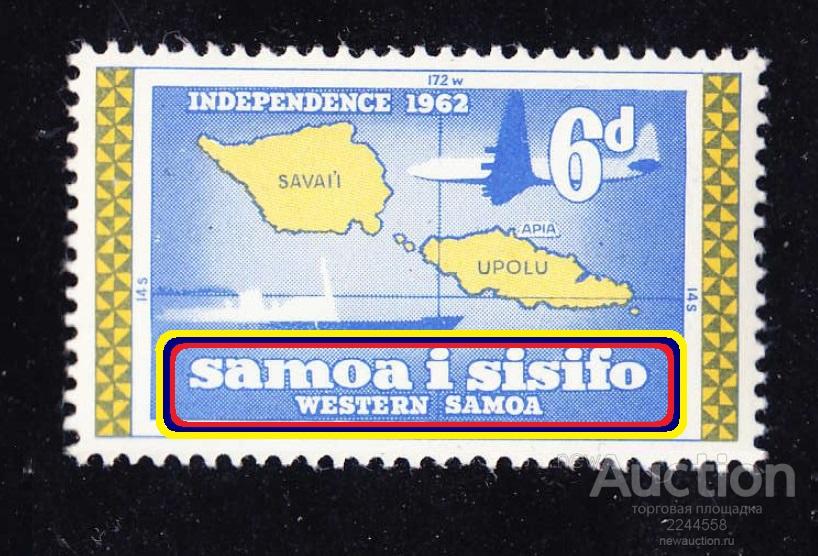 172 w
INDEPENDENCE 1962
6d
SAVAI'I
APIA
UPOLU
14 S
14 S
samoa i sisifo
WESTERN SAMOA
newAuction
Auction
торговая площадка
2244558
newauction.ru